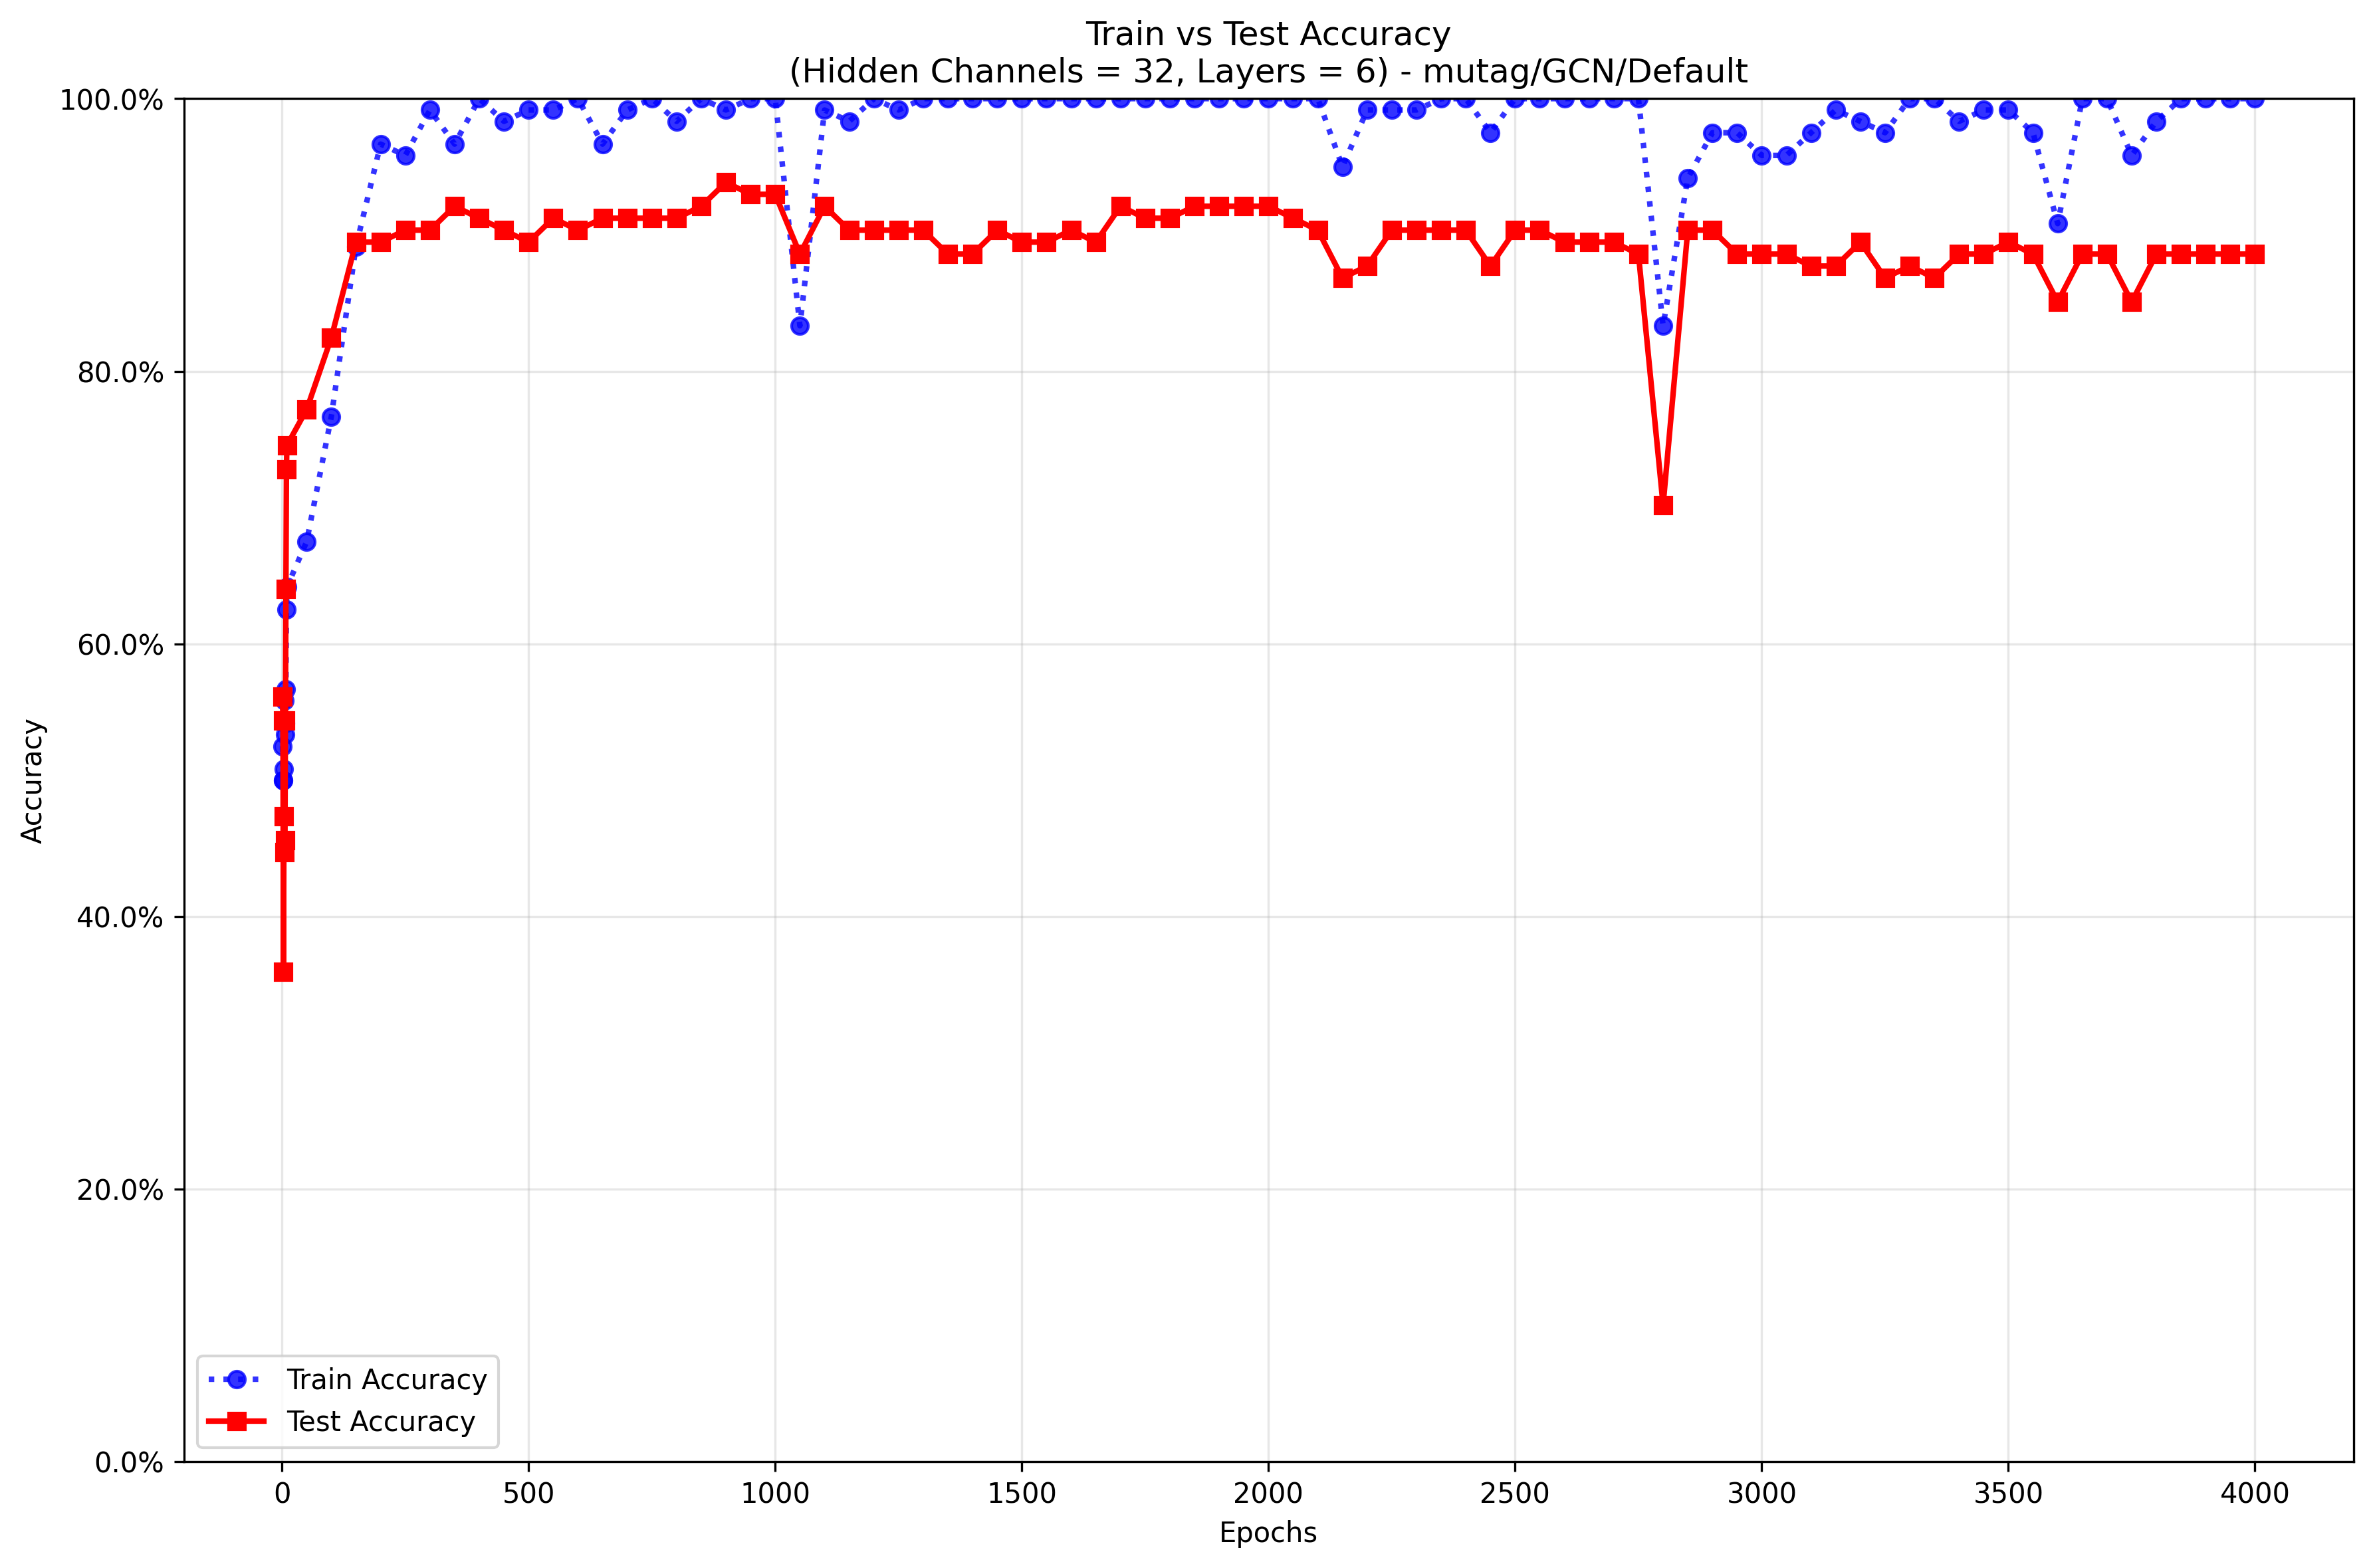 Train vs Test Accuracy
(Hidden Channels = 32, Layers = 6) - mutag/GCN/Default
100.0%
80.0%
60.0%
40.0%
20.0%
0.0%
Accuracy
Train Accuracy
Test Accuracy
0 500 1000 1500 2000 2500 3000 3500 4000
Epochs